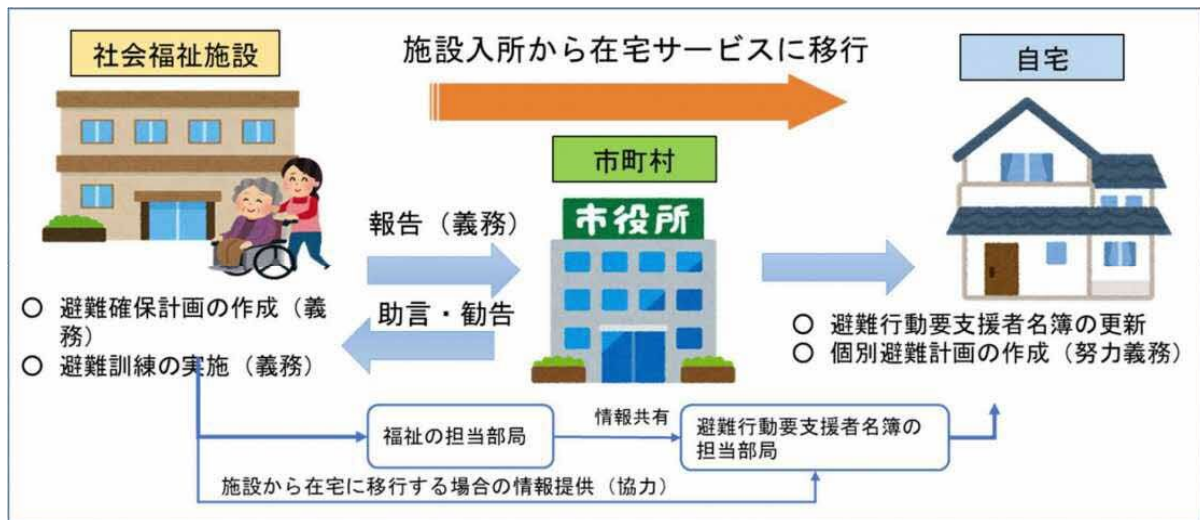 社会福祉施設
施設入所から在宅サービスに移行
自宅
市町村
市役所
報告（義務）
助言・勧告
○ 避難確保計画の作成（義
務）
○ 避難訓練の実施（義務）
○ 避難行動要支援者名簿の更新
○ 個別避難計画の作成（努力義務）
福祉の担当部局
情報共有
避難行動要支援者名簿の
担当部局
施設から在宅に移行する場合の情報提供（協力）